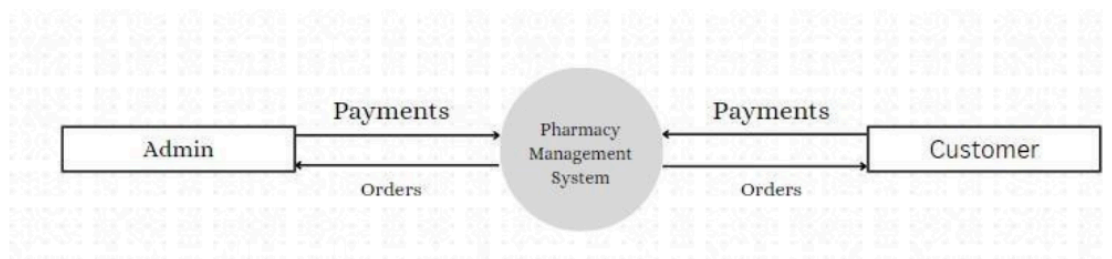 Payments
Payments
Admin
Pharmacy
Management
System
Customer
Orders
Orders